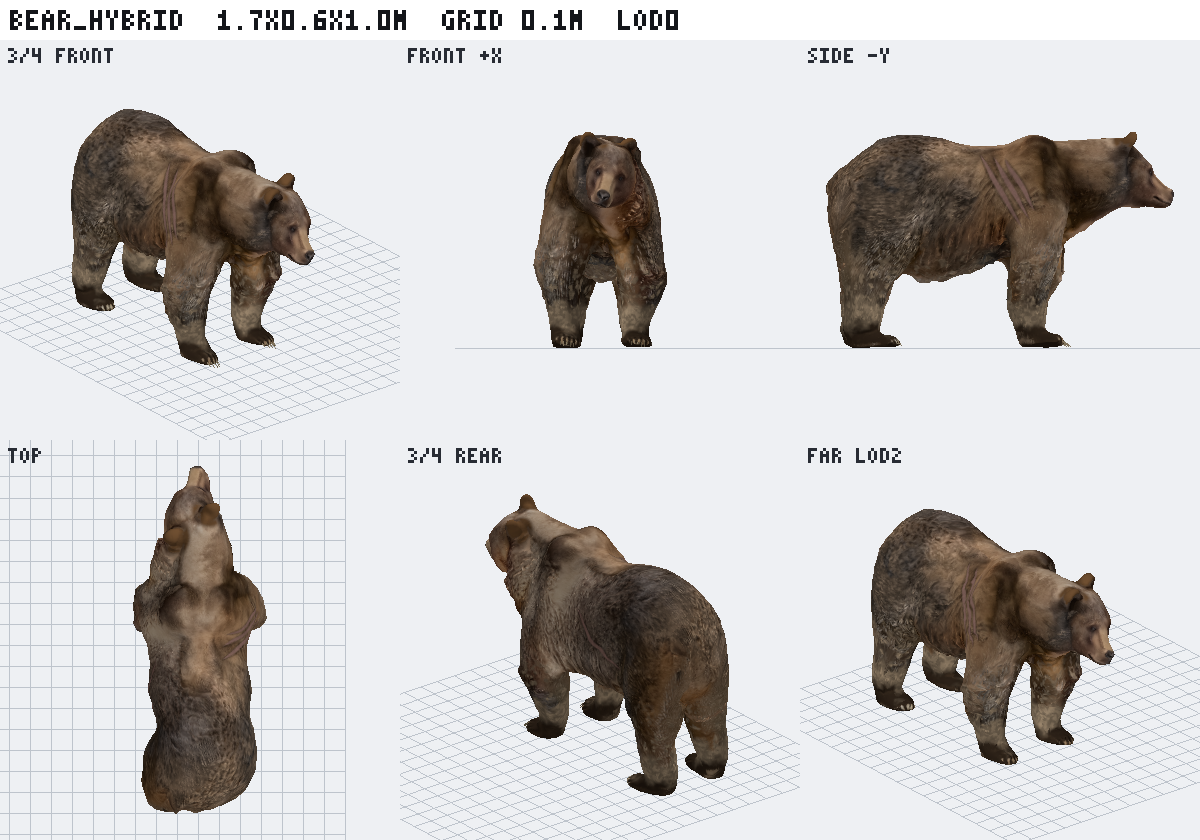 BEAR_HYBRID 1.7X0.6X1.0M GRID 0.1M LOD0
3/4 FRONT
FRONT +X
SIDE -Y
TOP
3/4 REAR
FAR LOD2